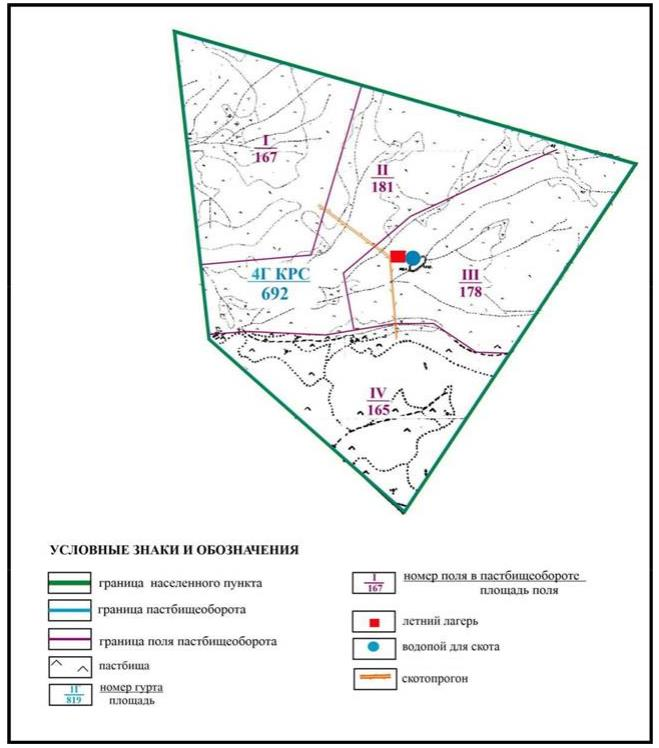 I
167
II
181
4Г КРС
692
III
178
IV
165
УСЛОВНЫЕ ЗНАКИ И ОБОЗНАЧЕНИЯ
граница населенного пункта
граница пастбищеоборота
граница поля пастбищеоборота
пастбища
1Г
819
номер гурта
площадь
I
167
номер поля в пастбищеобороте
площадь поля
летний лагерь
водопой для скота
скотопрогон